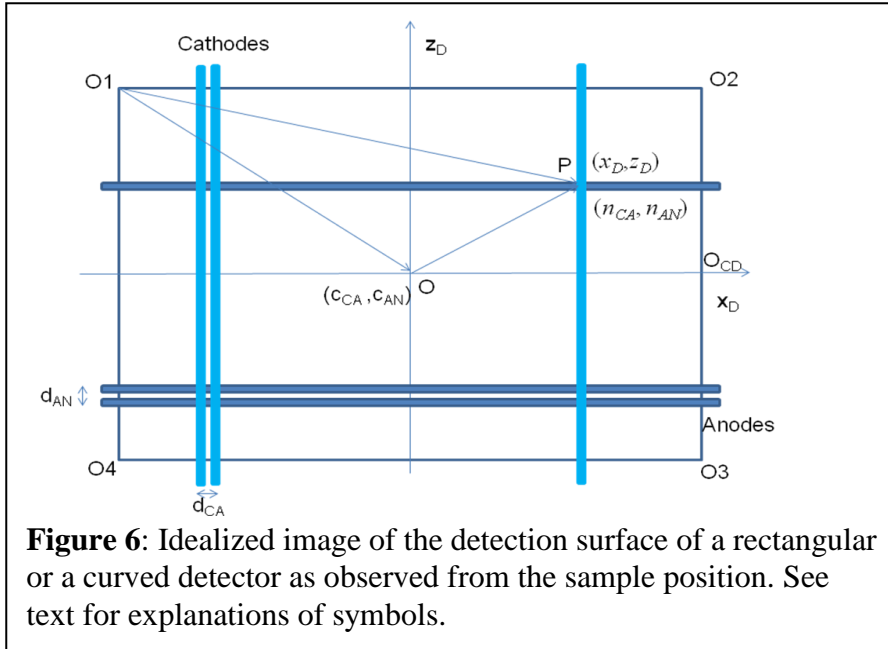 Cathodes
z_D
O1
O2
P (x_D,z_D)
(n_CA, n_AN)
O_CD
(c_CA ,c_AN) O
x_D
d_AN
Anodes
O4
O3
d_CA
Figure 6: Idealized image of the detection surface of a rectangular
or a curved detector as observed from the sample position. See
text for explanations of symbols.